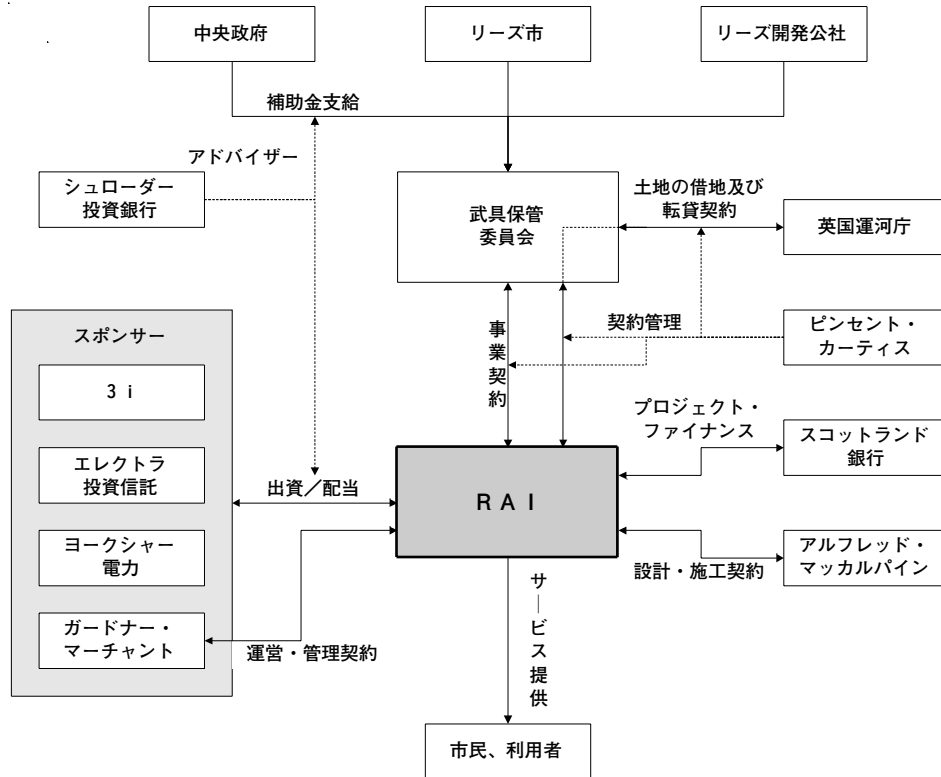 中央政府
リーズ市
リーズ開発公社
補助金支給
アドバイザー
シュローダー
投資銀行
武具保管
委員会
土地の借地及び
転貸契約
英国運河庁
スポンサー
3 i
エレクトラ
投資信託
ヨークシャー
電力
ガードナー・
マーチャント
事業契約
契約管理
ピンセント・
カーティス
プロジェクト・
ファイナンス
スコットランド
銀行
出資/配当
RAI
設計・施工契約
アルフレッド・
マッカルパイン
運営・管理契約
サービス提供
市民、利用者